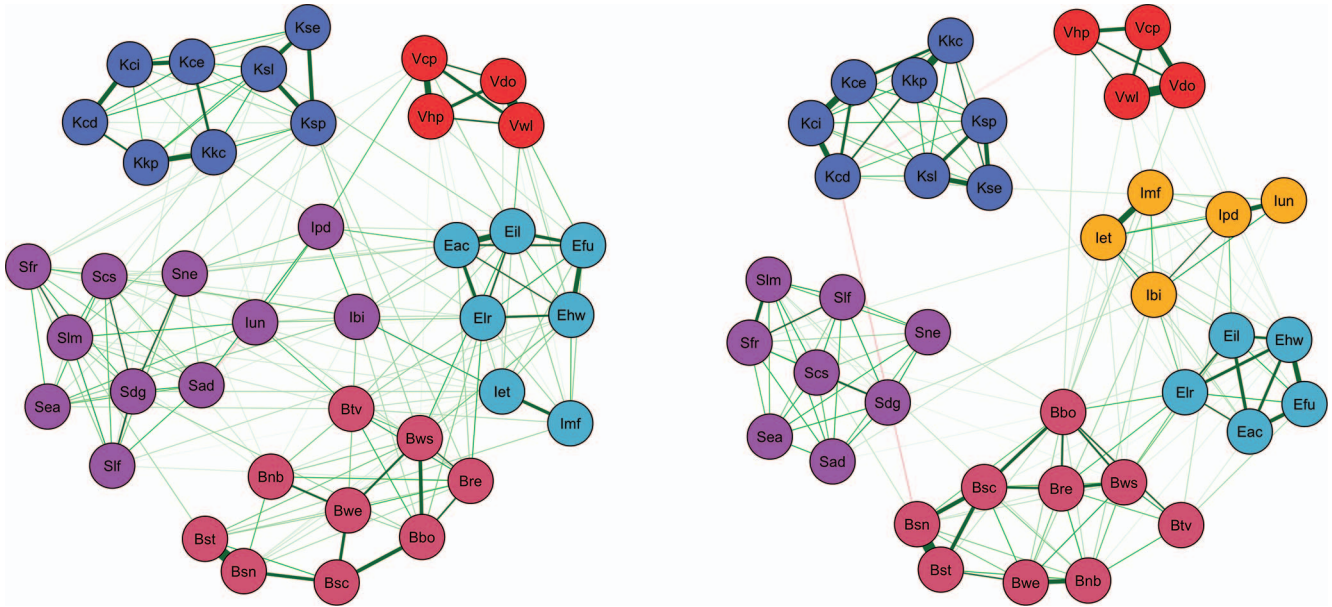 Kse
Kci
Kce
Ksl
Kcd
Ksp
Kkp
Kkc
Vcp
Vdo
Vhp
Vwl
Ipd
Eac
Eil
Efu
Sfr
Scs
Sne
Iun
Ibi
Elr
Ehw
Slm
Sdg
Sad
Sea
Slf
Iet
Imf
Btv
Bws
Bnb
Bre
Bwe
Bst
Bbo
Bsn
Bsc
Kkc
Kce
Kkp
Kci
Ksp
Kcd
Ksl
Kse
Vhp
Vcp
Vwl
Vdo
Imf
Iun
Ipd
Iet
Ibi
Slm
Slf
Sfr
Sne
Scs
Sdg
Sea
Sad
Eil
Ehw
Elr
Efu
Eac
Bbo
Bsc
Bre
Bws
Bsn
Btv
Bst
Bwe
Bnb